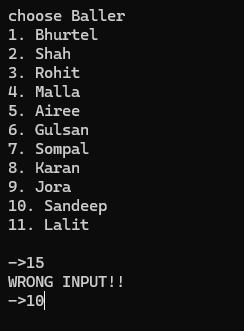 choose Baller
1. Bhurtel
2. Shah
3. Rohit
4. Malla
5. Airee
6. Gulsan
7. Sompal
8. Karan
9. Jora
10. Sandeep
11. Lalit

->15
WRONG INPUT!!
->10